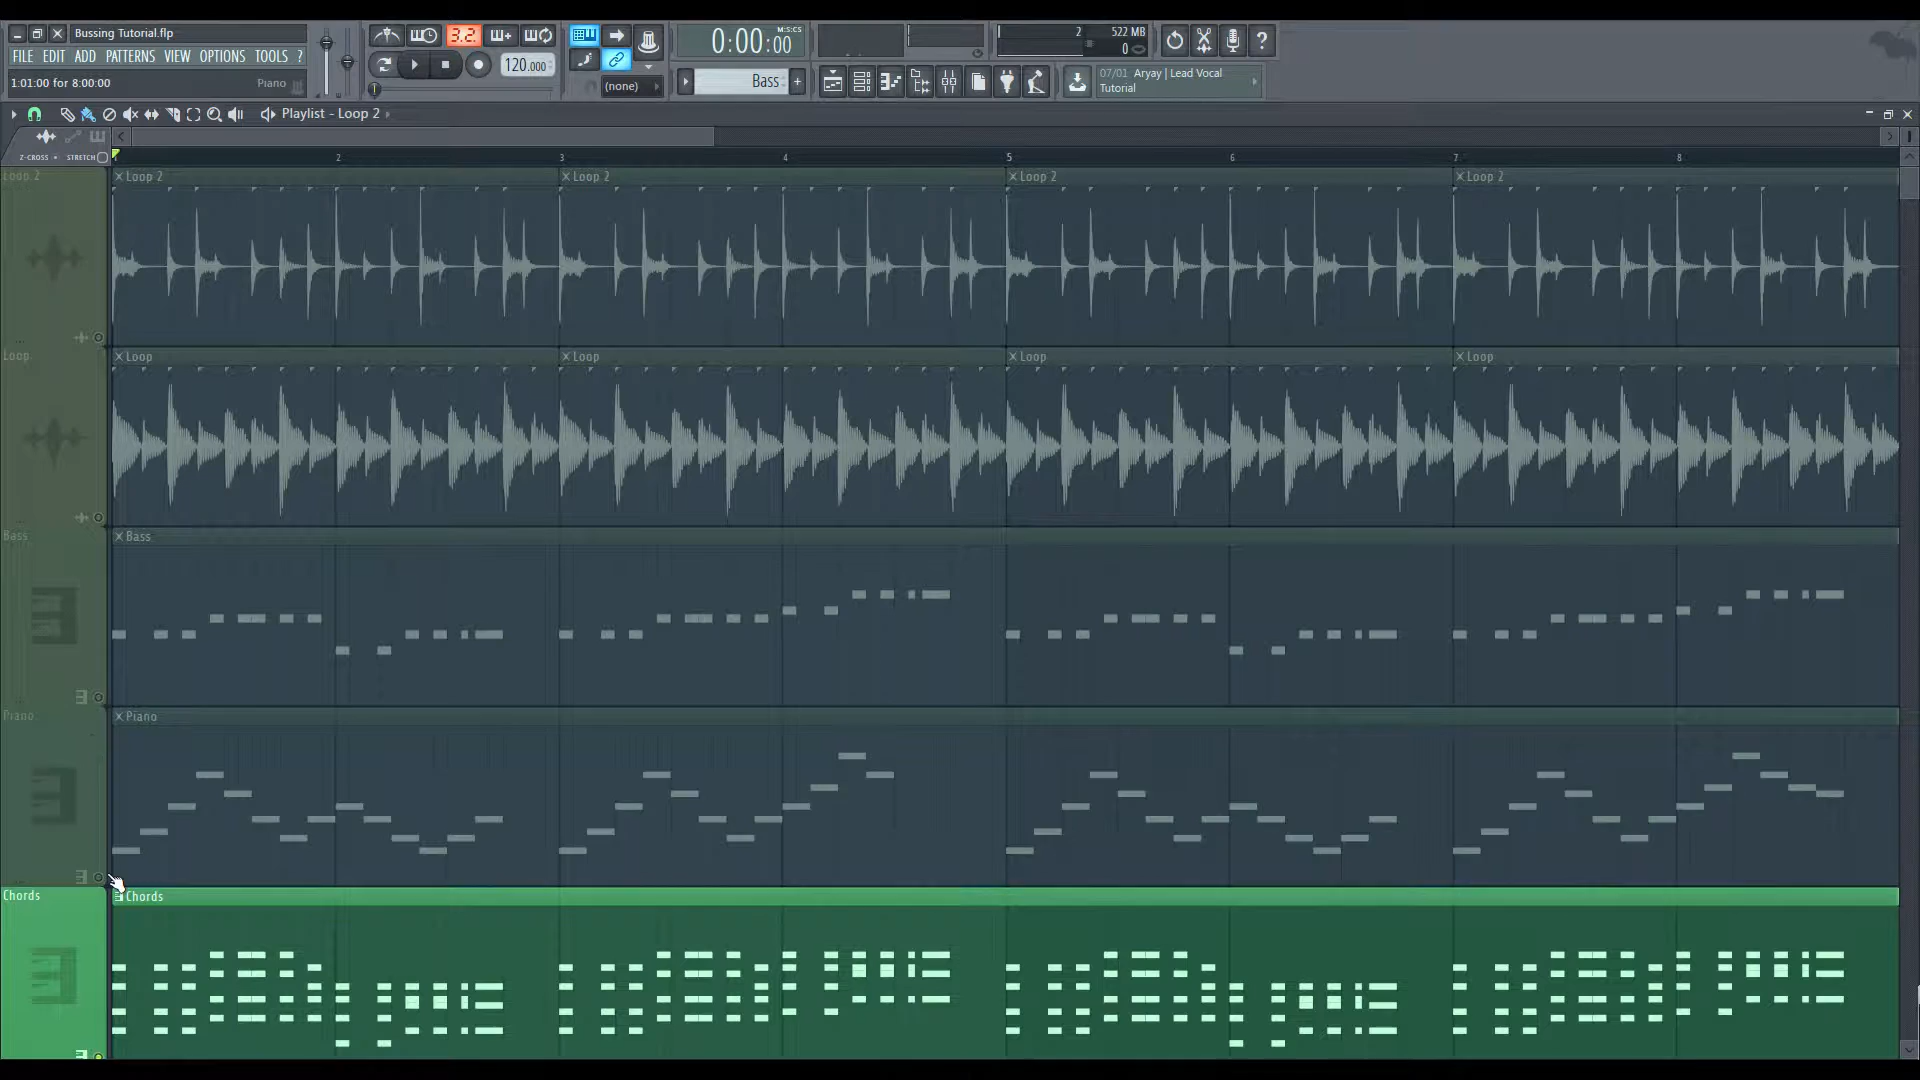 Bussing Tutorial.flp
FILE EDIT ADD PATTERNS VIEW OPTIONS TOOLS ?
1:01:00 for 8:00:00 Piano
3.2
120.000
(none)
0:00:00 M:S:CS
Bass
2 522 MB
0
07/01 Aryay | Lead Vocal
Tutorial
Playlist - Loop 2
Z-CROSS STRETCH
2 3 4 5 6 7 8
Loop 2 Loop 2 Loop 2 Loop 2 Loop 2
Loop Loop Loop Loop Loop
Bass Bass
Piano Piano
Chords Chords